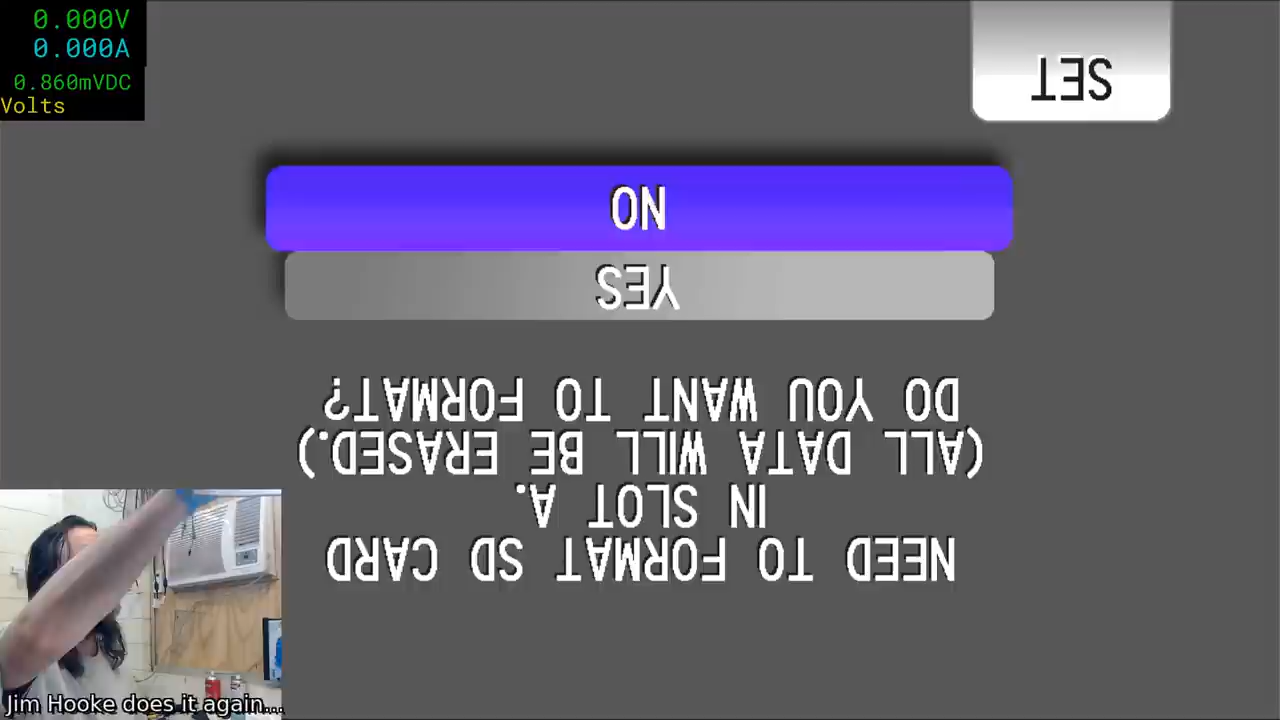 0.000V
0.000A
0.860mVDC
Volts
NEED TO FORMAT SD CARD
IN SLOT A.
(ALL DATA WILL BE ERASED.)
DO YOU WANT TO FORMAT?
YES
NO
SET
Jim Hooke does it again...